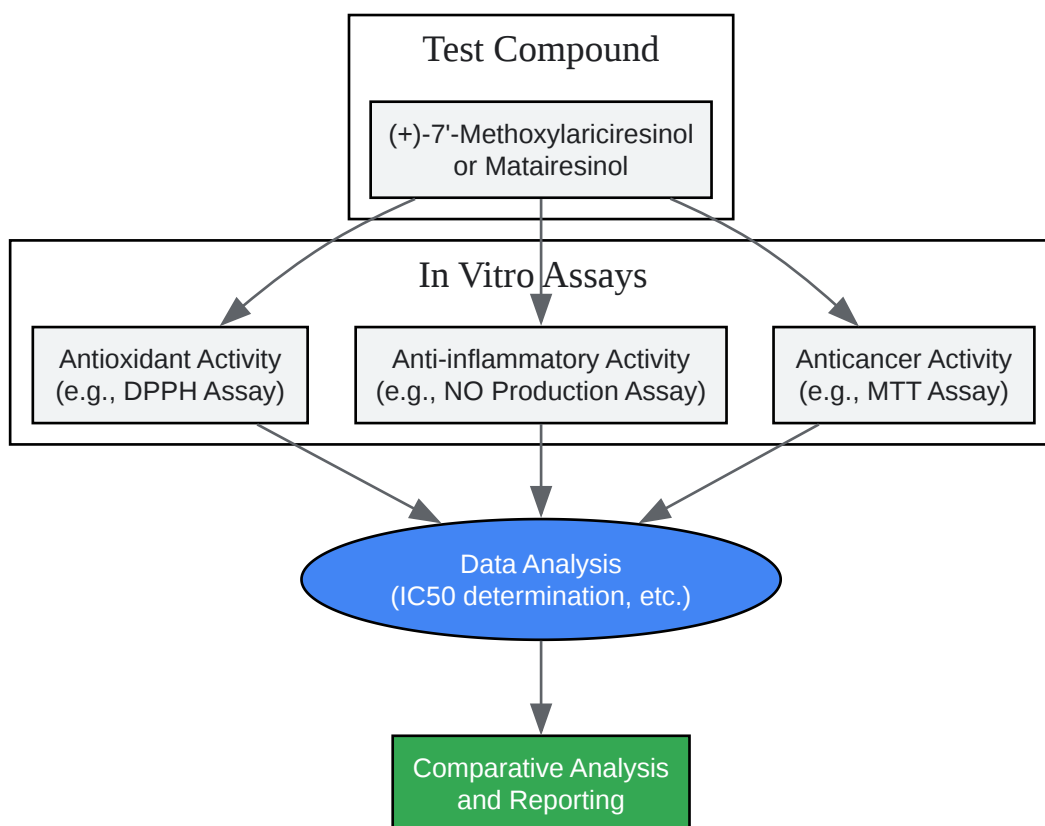 Test Compound
(+)-7'-Methoxylariciresinol
or Matairesinol
In Vitro Assays
Antioxidant Activity
(e.g., DPPH Assay)
Anti-inflammatory Activity
(e.g., NO Production Assay)
Anticancer Activity
(e.g., MTT Assay)
Data Analysis
(IC50 determination, etc.)
Comparative Analysis
and Reporting